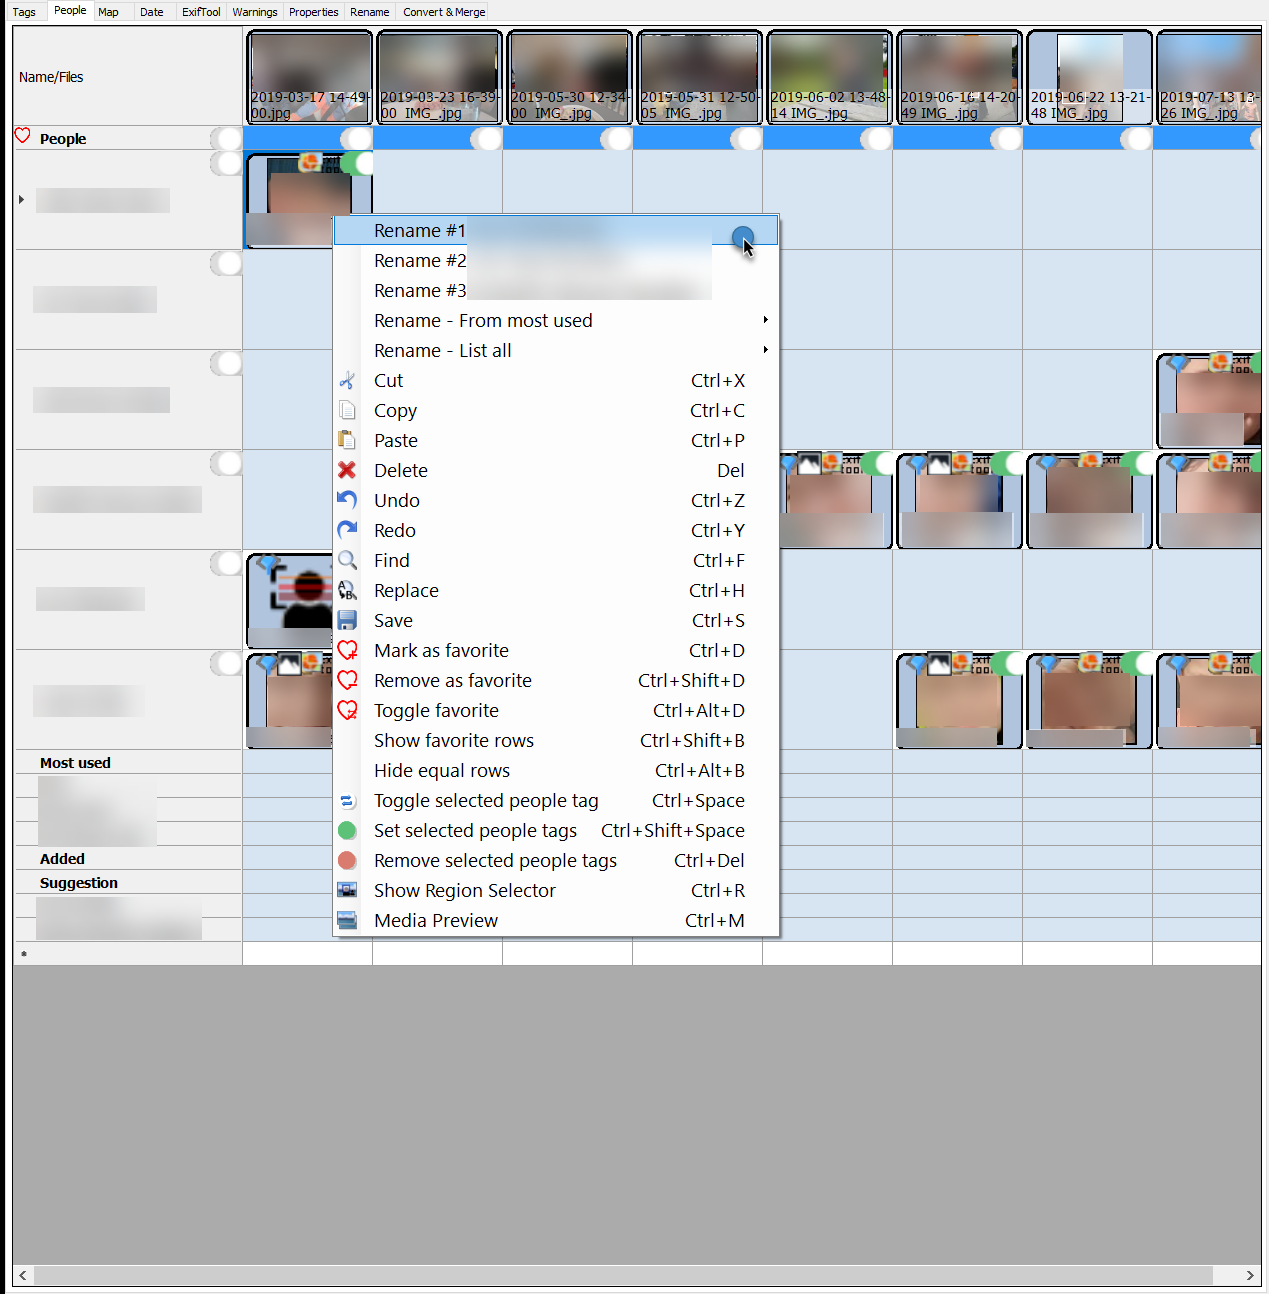 Tags People Map Date ExifTool Warnings Properties Rename Convert & Merge
Name/Files
2019-03-17 14-49-
00.jpg
2019-03-23 16-39-
00 IMG_.jpg
2019-05-30 12-34-
00 IMG_.jpg
2019-05-31 12-50-
05 IMG_.jpg
2019-06-02 13-48-
14 IMG_.jpg
2019-06-16 14-20-
49 IMG_.jpg
2019-06-22 13-21-
48 IMG_.jpg
2019-07-13 13-
26 IMG_.jpg
People
Rename #1
Rename #2
Rename #3
Rename - From most used
Rename - List all
Cut Ctrl+X
Copy Ctrl+C
Paste Ctrl+P
Delete Del
Undo Ctrl+Z
Redo Ctrl+Y
Find Ctrl+F
Replace Ctrl+H
Save Ctrl+S
Mark as favorite Ctrl+D
Remove as favorite Ctrl+Shift+D
Toggle favorite Ctrl+Alt+D
Show favorite rows Ctrl+Shift+B
Hide equal rows Ctrl+Alt+B
Toggle selected people tag Ctrl+Space
Set selected people tags Ctrl+Shift+Space
Remove selected people tags Ctrl+Del
Show Region Selector Ctrl+R
Media Preview Ctrl+M
Most used
Added
Suggestion